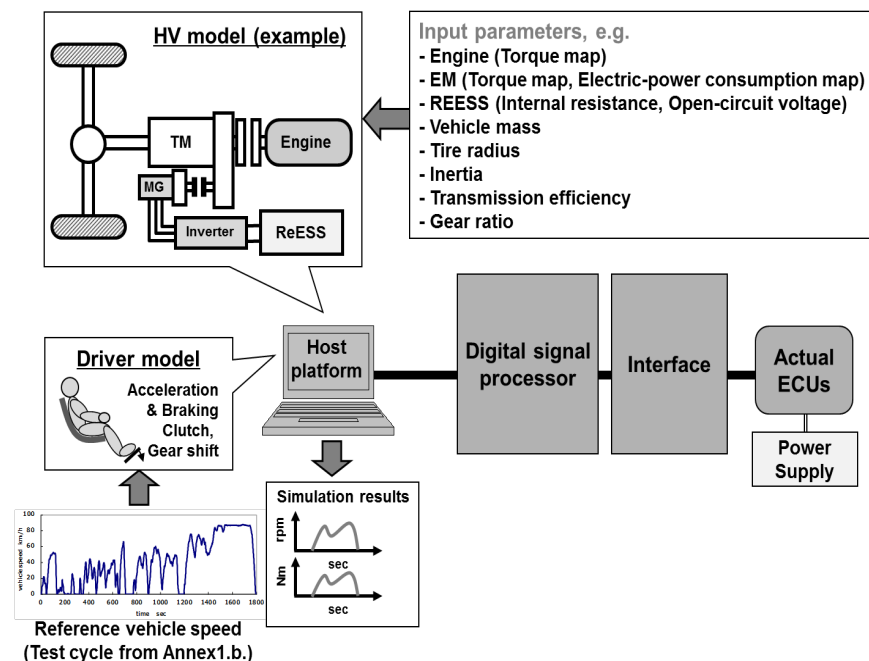 HV model (example)
TM
Engine
MG
Inverter
ReESS
Input parameters, e.g.
- Engine (Torque map)
- EM (Torque map, Electric-power consumption map)
- REESS (Internal resistance, Open-circuit voltage)
- Vehicle mass
- Tire radius
- Inertia
- Transmission efficiency
- Gear ratio
Driver model
Acceleration
& Braking
Clutch,
Gear shift
Host
platform
Digital signal
processor
Interface
Actual
ECUs
Power
Supply
Simulation results
rpm
sec
Nm
sec
vehicle speed km/h
100
80
60
40
20
0
0 200 400 600 800 1000 1200 1400 1600 1800
time sec
Reference vehicle speed
(Test cycle from Annex1.b.)